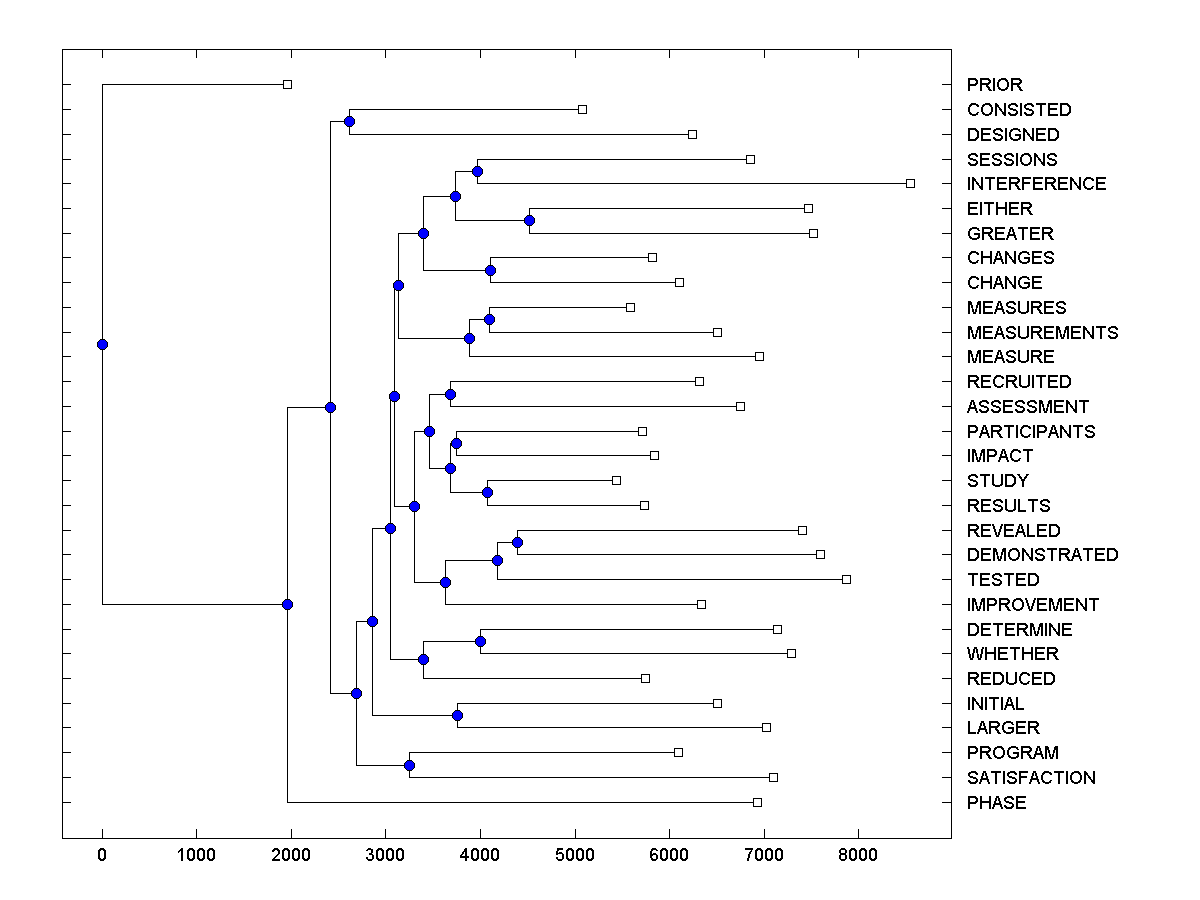 PRIOR
CONSISTED
DESIGNED
SESSIONS
INTERFERENCE
EITHER
GREATER
CHANGES
CHANGE
MEASURES
MEASUREMENTS
MEASURE
RECRUITED
ASSESSMENT
PARTICIPANTS
IMPACT
STUDY
RESULTS
REVEALED
DEMONSTRATED
TESTED
IMPROVEMENT
DETERMINE
WHETHER
REDUCED
INITIAL
LARGER
PROGRAM
SATISFACTION
PHASE
0 1000 2000 3000 4000 5000 6000 7000 8000